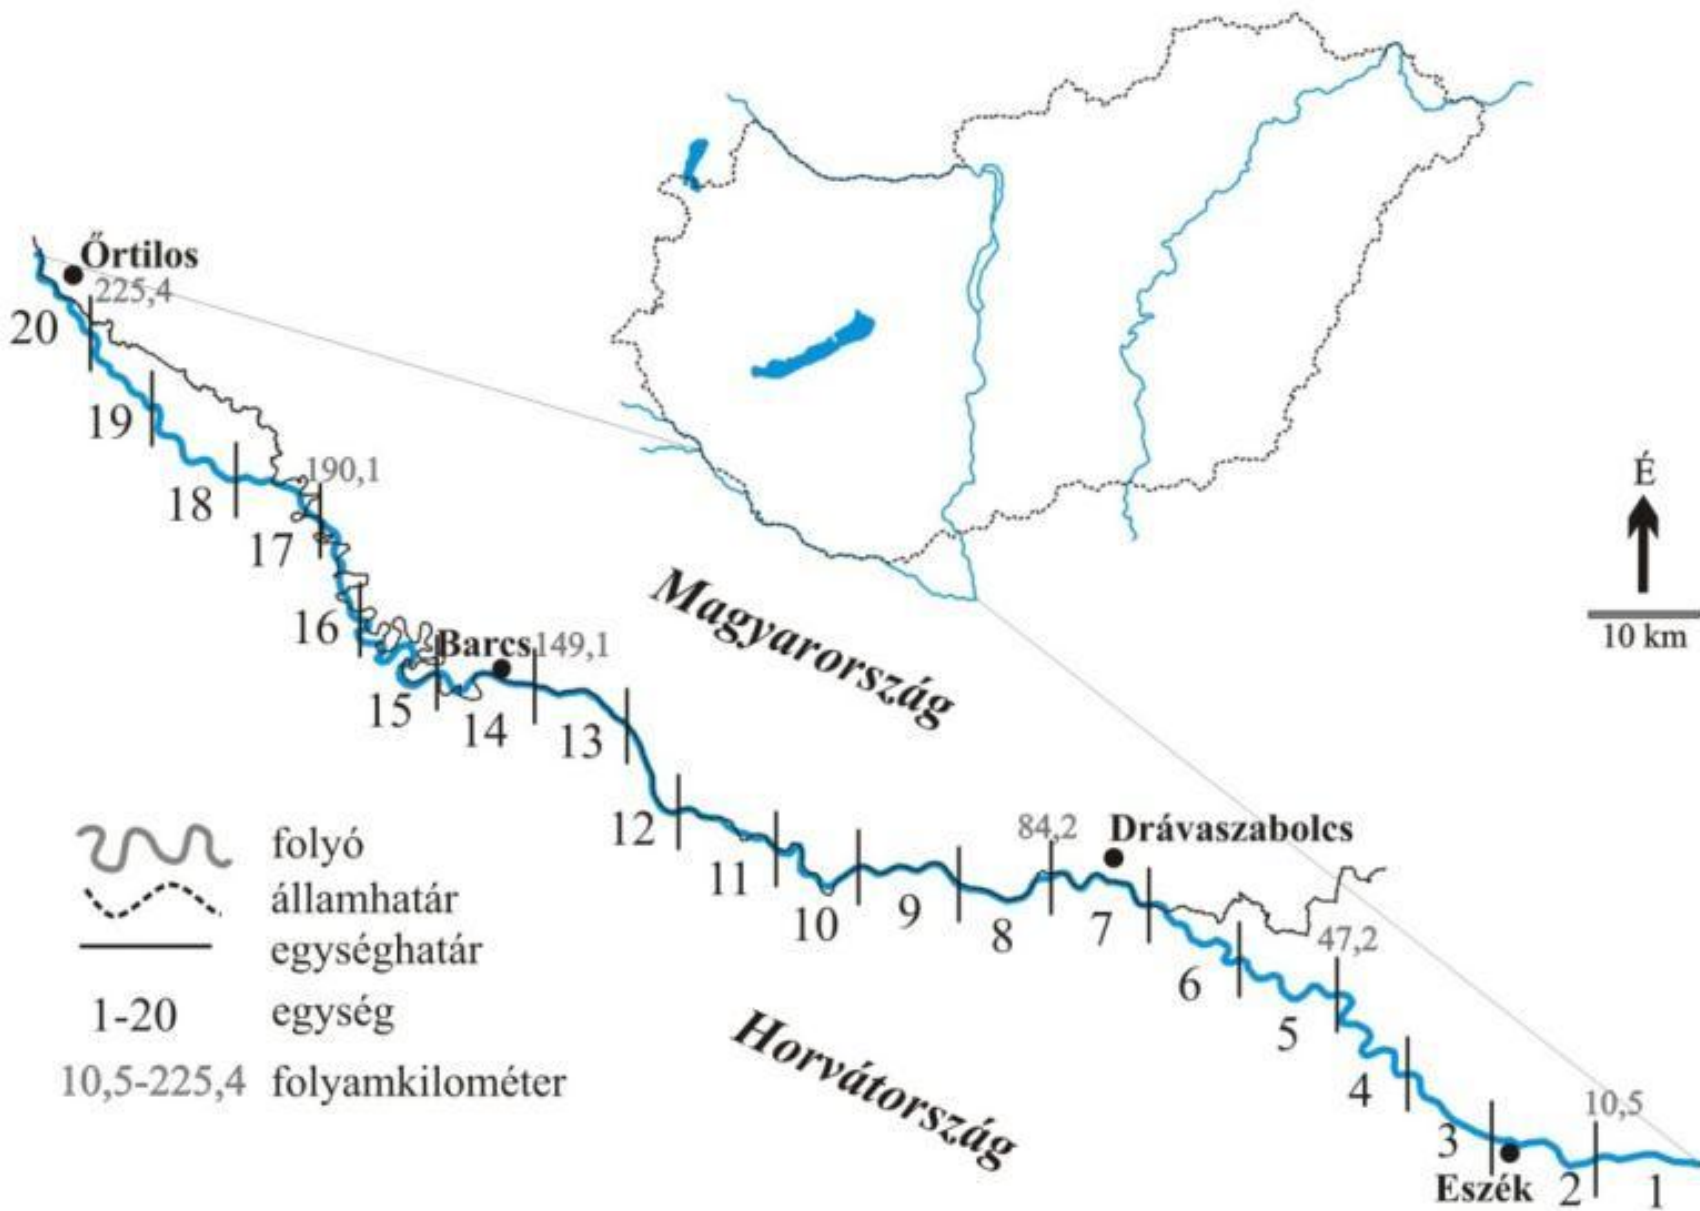 Őrtilos
225,4
20
19
18
190,1
17
16
Barcs 149,1
15
14
13
12
11
10
9
8
84,2
Drávaszabolcs
7
6
47,2
5
4
3
Eszék
2
10,5
1
Magyarország
Horvátország
É
10 km
folyó
államhatár
egységhatár
1-20 egység
10,5-225,4 folyamkilométer